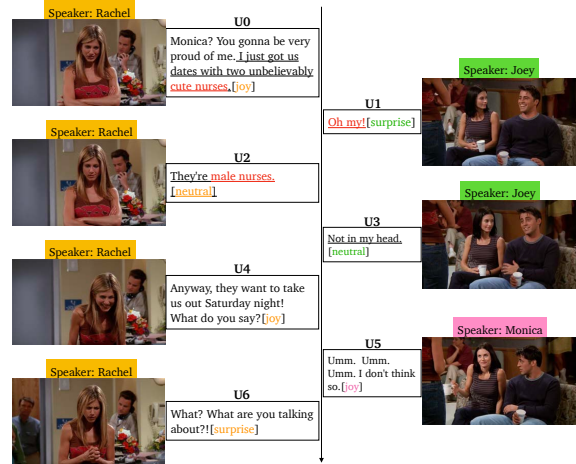 Speaker: Rachel
U0
Monica? You gonna be very
proud of me. I just got us
dates with two unbelievably
cute nurses.[joy]
Speaker: Joey
U1
Oh my![surprise]
Speaker: Rachel
U2
They're male nurses.
[neutral]
Speaker: Joey
U3
Not in my head.
[neutral]
Speaker: Rachel
U4
Anyway, they want to take
us out Saturday night!
What do you say?[joy]
Speaker: Monica
U5
Umm. Umm.
Umm. I don't think
so.[joy]
Speaker: Rachel
U6
What? What are you talking
about?![surprise]